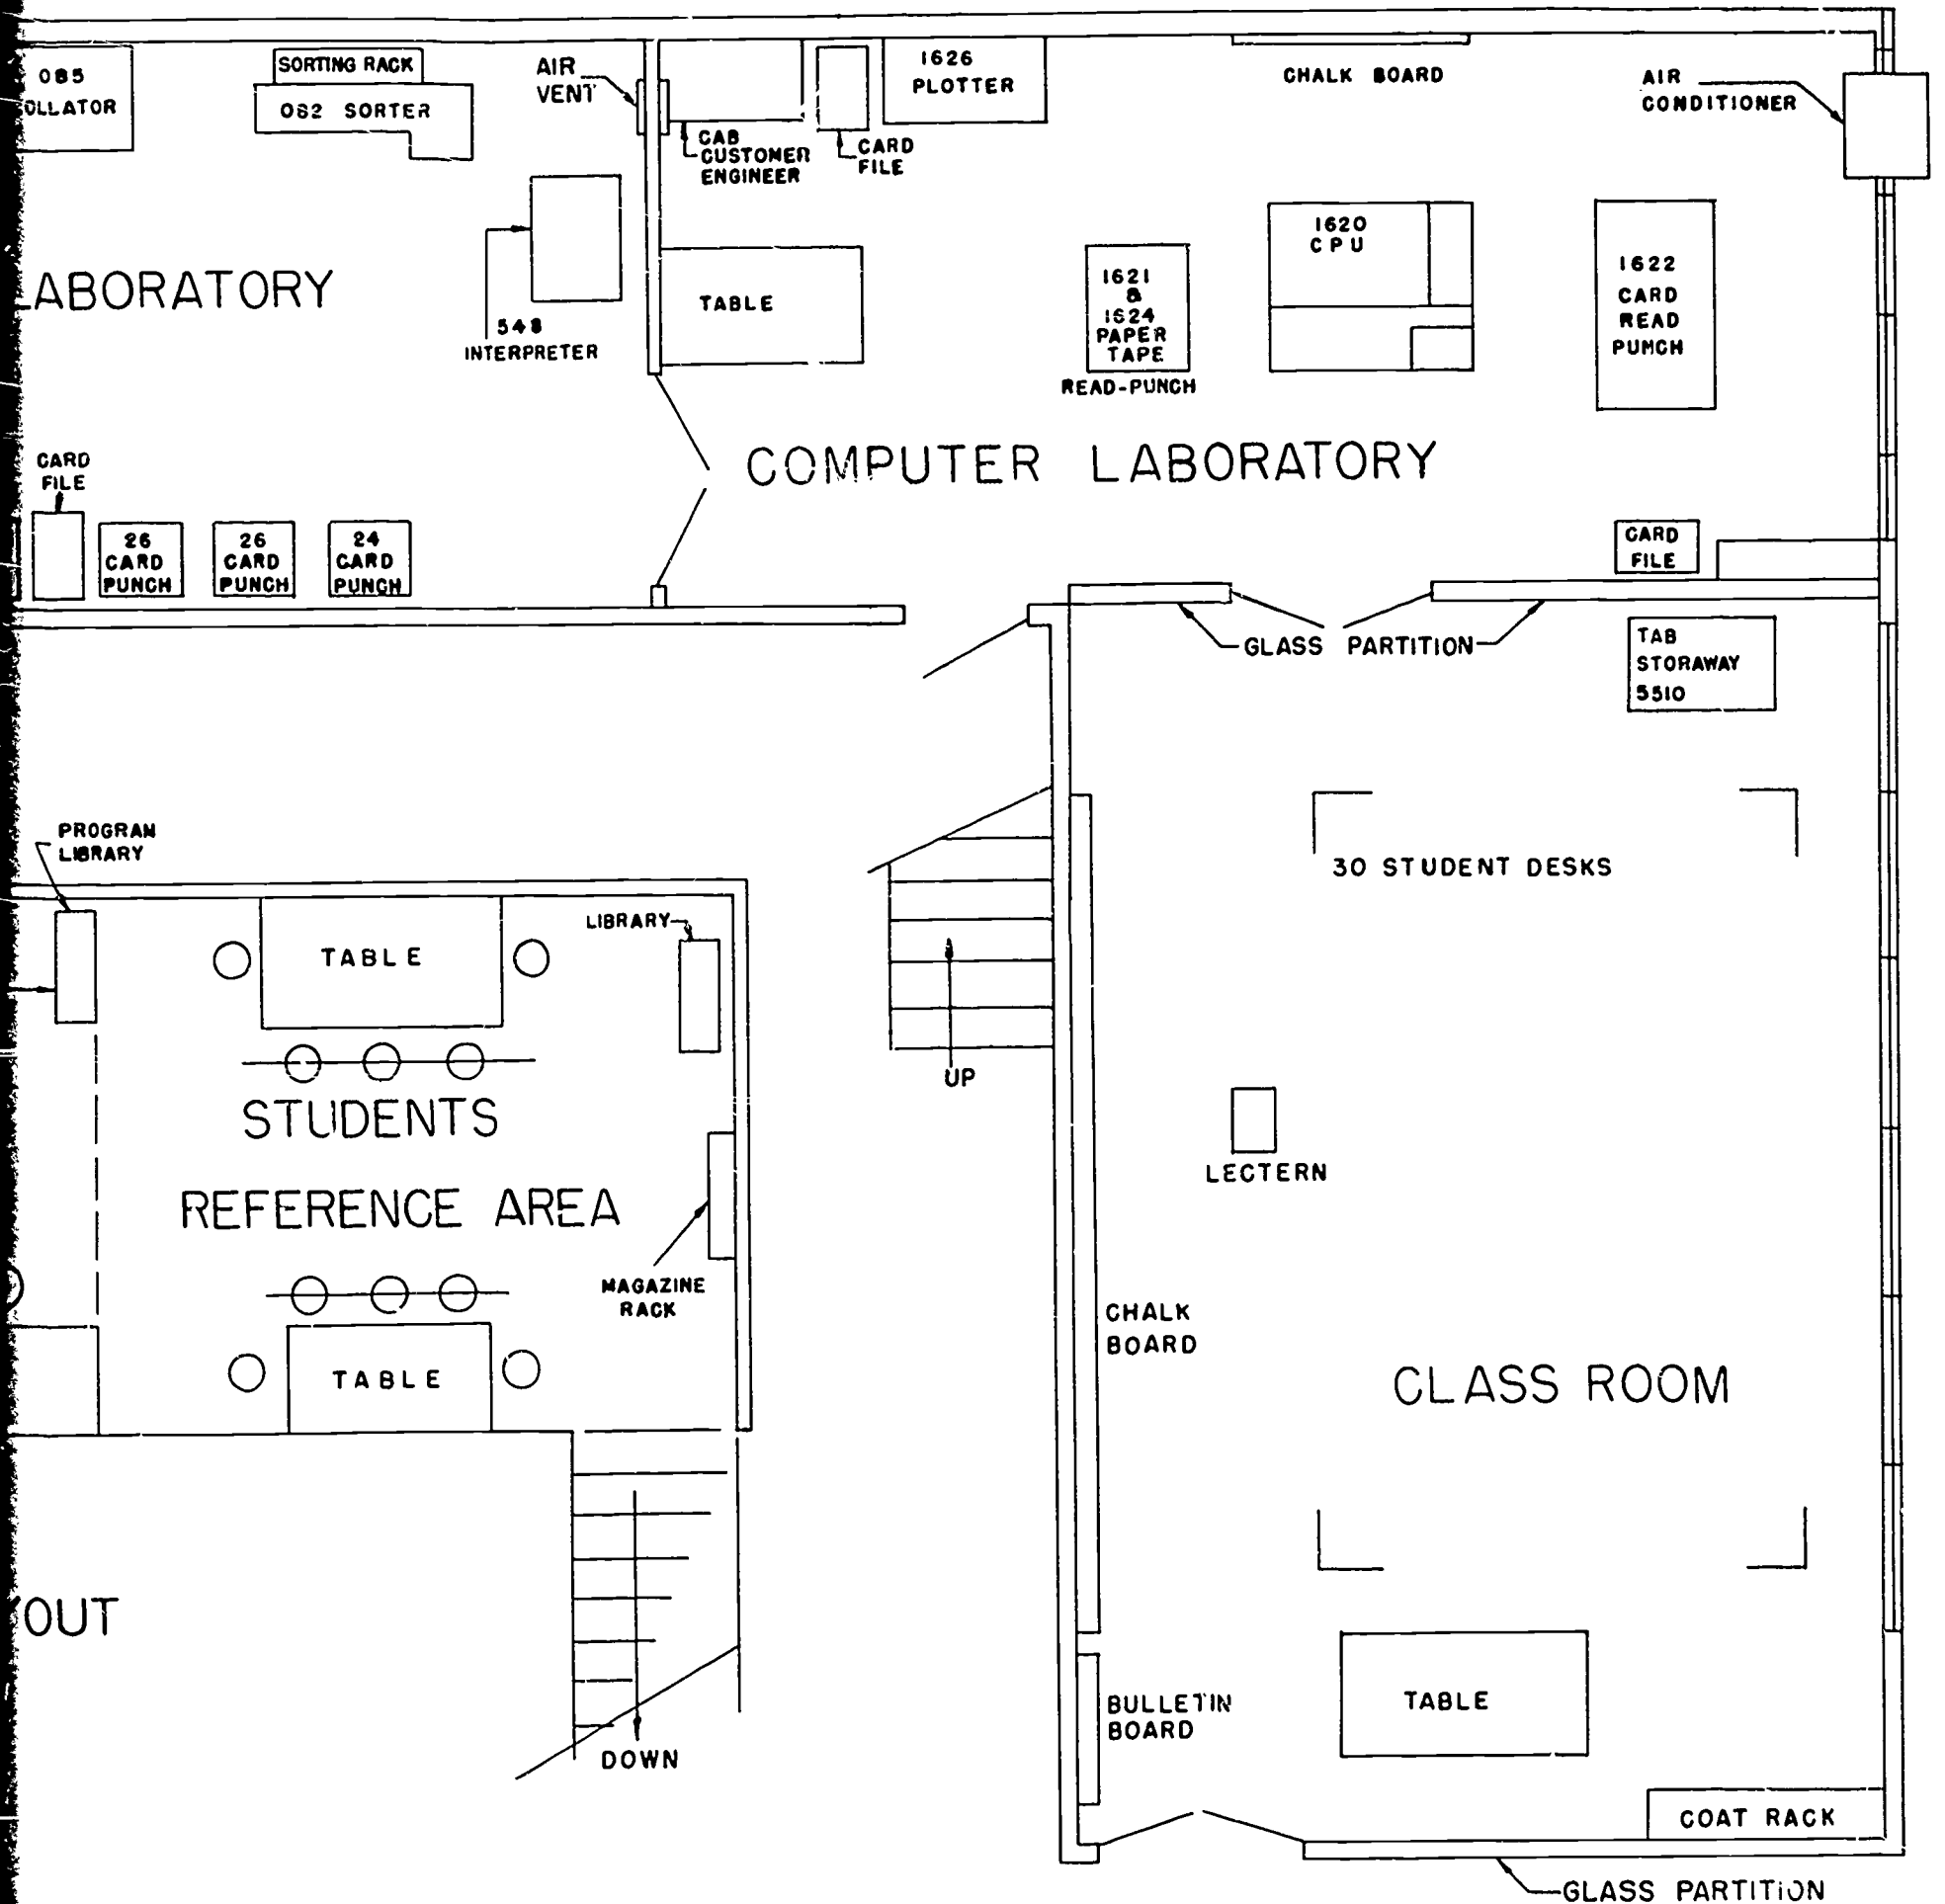 085
OLLATOR
SORTING RACK
082 SORTER
AIR
VENT
CAB
CUSTOMER
ENGINEER
CARD
FILE
1626
PLOTTER
CHALK BOARD
AIR
CONDITIONER
LABORATORY
548
INTERPRETER
TABLE
1621
&
1624
PAPER
TAPE
READ-PUNCH
1620
CPU
1622
CARD
READ
PUMCH
COMPUTER LABORATORY
CARD
FILE
26
CARD
PUNCH
26
CARD
PUNCH
24
CARD
PUNCH
CARD
FILE
GLASS PARTITION
TAB
STORAWAY
5510
PROGRAM
LIBRARY
30 STUDENT DESKS
TABLE
LIBRARY
UP
STUDENTS
REFERENCE AREA
LECTERN
MAGAZINE
RACK
CHALK
BOARD
TABLE
CLASS ROOM
YOUT
BULLETIN
BOARD
TABLE
DOWN
COAT RACK
GLASS PARTITION